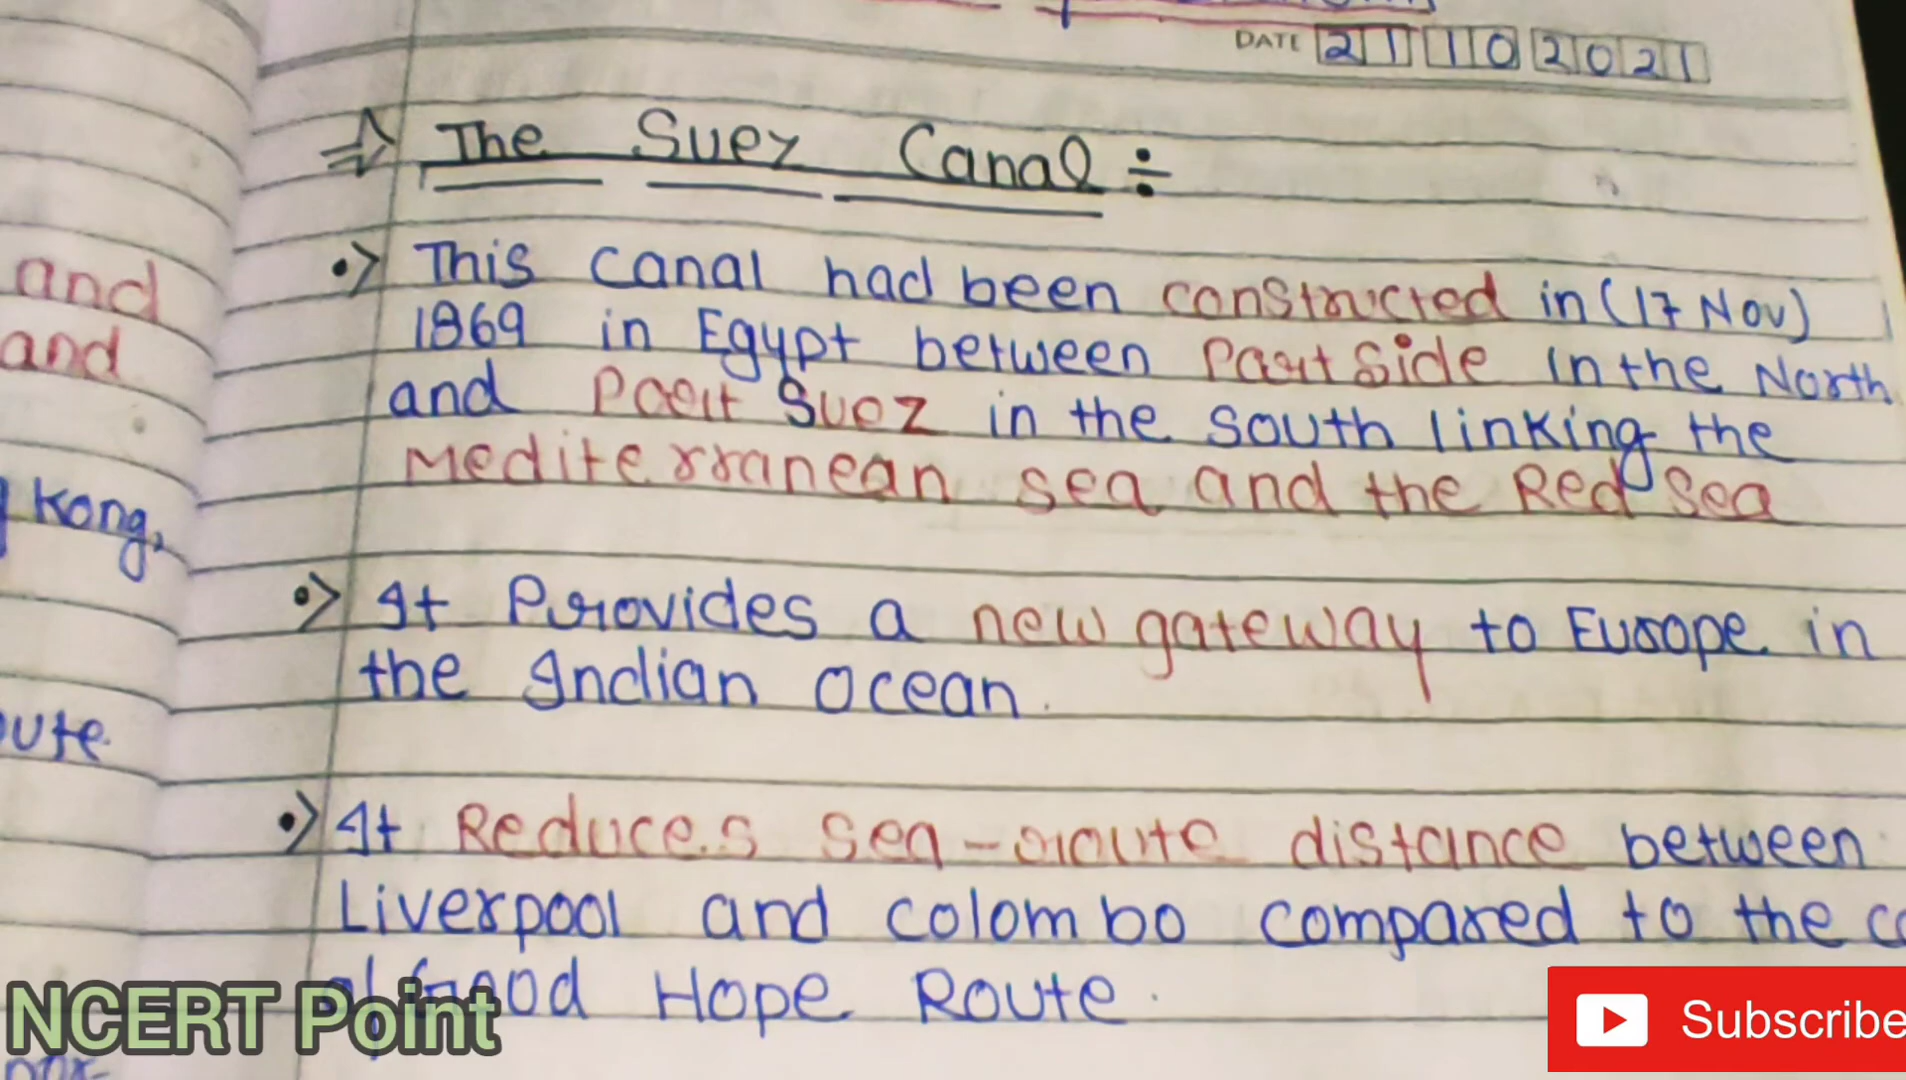 DATE 21 10 2021
⇒ The Suez Canal ÷
•> This canal had been constructed in (17 Nov)
1869 in Egypt between Port Side in the North
and Port Suez in the south linking the
Mediterranean sea and the Red Sea
•> It Provides a new gateway to Europe in
the Indian Ocean.
•> It Reduces sea-route distance between
Liverpool and colombo compared to the
of Good Hope Route.
and
and
Kong,
NCERT Point
Subscribe